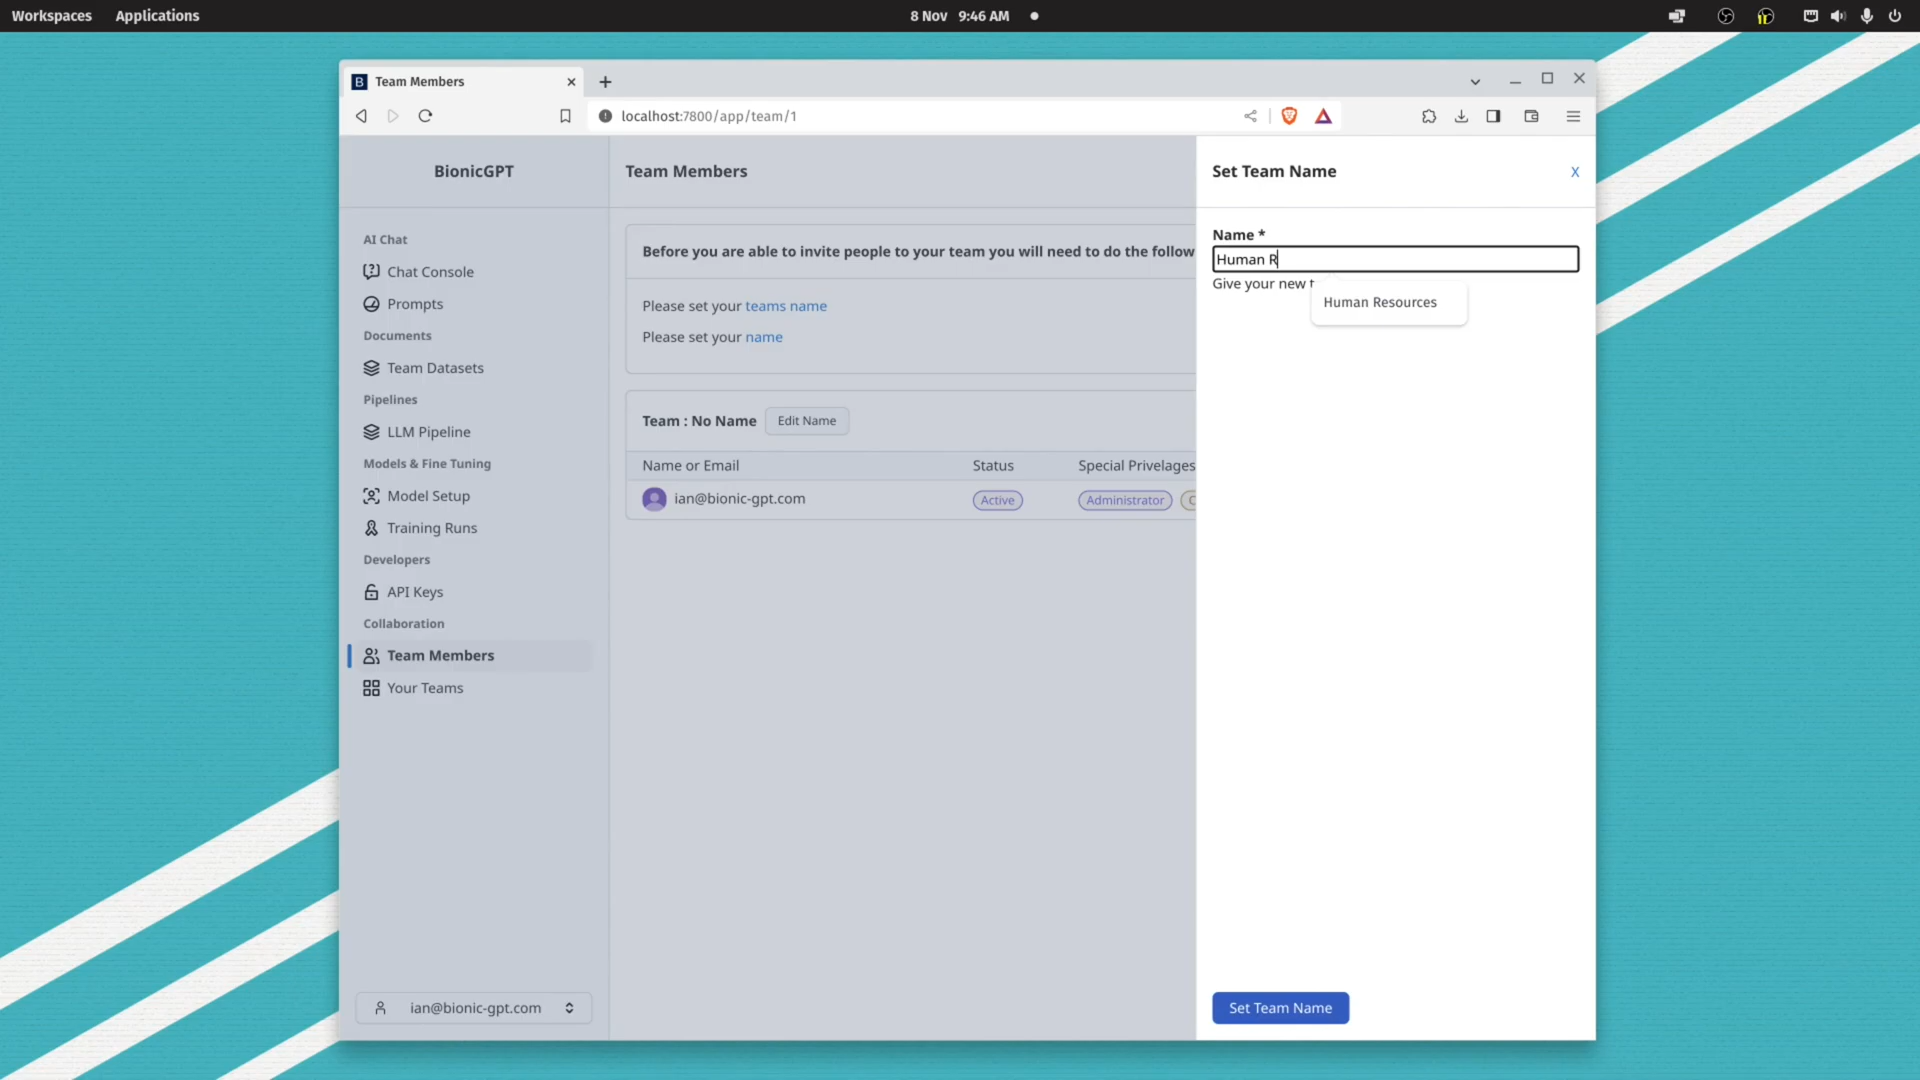 Workspaces Applications 8 Nov 9:46 AM
Team Members
localhost:7800/app/team/1
BionicGPT
AI Chat
Chat Console
Prompts
Documents
Team Datasets
Pipelines
LLM Pipeline
Models & Fine Tuning
Model Setup
Training Runs
Developers
API Keys
Collaboration
Team Members
Your Teams
ian@bionic-gpt.com
Team Members
Before you are able to invite people to your team you will need to do the follow
Please set your teams name
Please set your name
Team : No Name Edit Name
Name or Email Status Special Privelages
ian@bionic-gpt.com Active Administrator C
Set Team Name X
Name *
Human R
Give your new t
Human Resources
Set Team Name